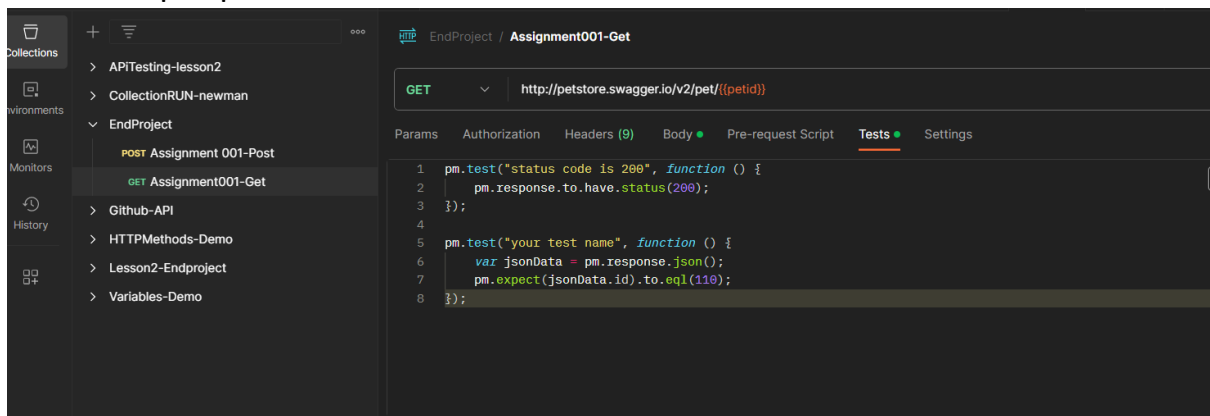 Collections
Environments
Monitors
History
APiTesting-lesson2
CollectionRUN-newman
EndProject
POST Assignment 001-Post
GET Assignment001-Get
Github-API
HTTPMethods-Demo
Lesson2-Endproject
Variables-Demo
HTTP EndProject / Assignment001-Get
GET http://petstore.swagger.io/v2/pet/{{petid}}
Params Authorization Headers (9) Body Pre-request Script Tests Settings
1 pm.test("status code is 200", function () {
2 pm.response.to.have.status(200);
3 });
4
5 pm.test("your test name", function () {
6 var jsonData = pm.response.json();
7 pm.expect(jsonData.id).to.eql(110);
8 });